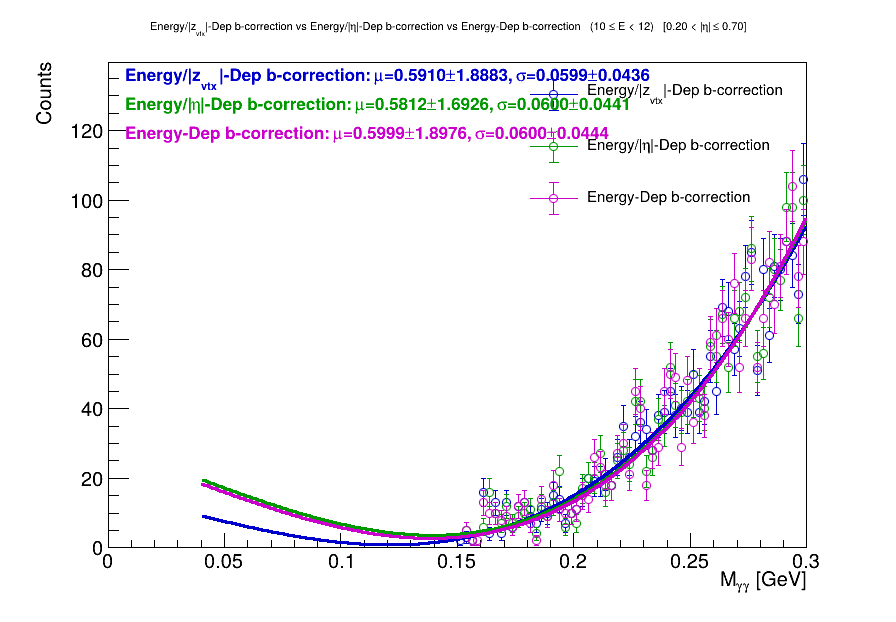 Energy/|z_vtx|-Dep b-correction vs Energy/|η|-Dep b-correction vs Energy-Dep b-correction (10 ≤ E < 12) [0.20 < |η| ≤ 0.70]
Counts
Energy/|z_vtx|-Dep b-correction: μ=0.5910±1.8883, σ=0.0599±0.0436
Energy/|η|-Dep b-correction: μ=0.5812±1.6926, σ=0.0600±0.0441
Energy-Dep b-correction: μ=0.5999±1.8976, σ=0.0600±0.0444
Energy/|z_vtx|-Dep b-correction
Energy/|η|-Dep b-correction
Energy-Dep b-correction
120
100
80
60
40
20
0
0 0.05 0.1 0.15 0.2 0.25 0.3
M_γγ [GeV]